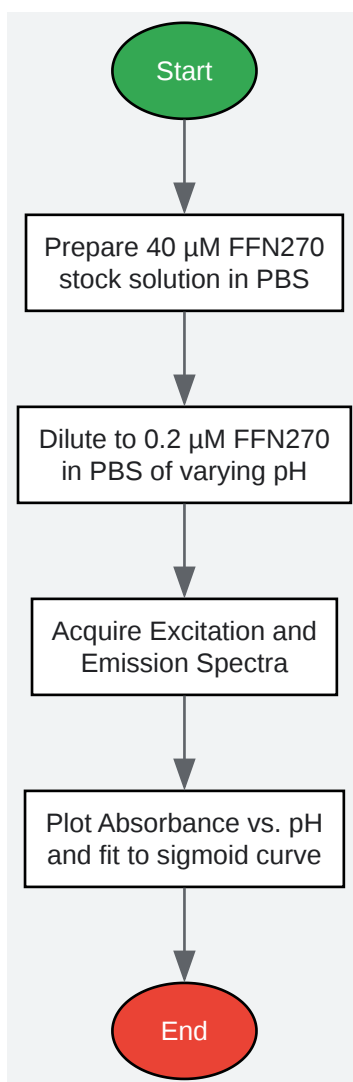 Start
Prepare 40 µM FFN270
stock solution in PBS
Dilute to 0.2 µM FFN270
in PBS of varying pH
Acquire Excitation and
Emission Spectra
Plot Absorbance vs. pH
and fit to sigmoid curve
End